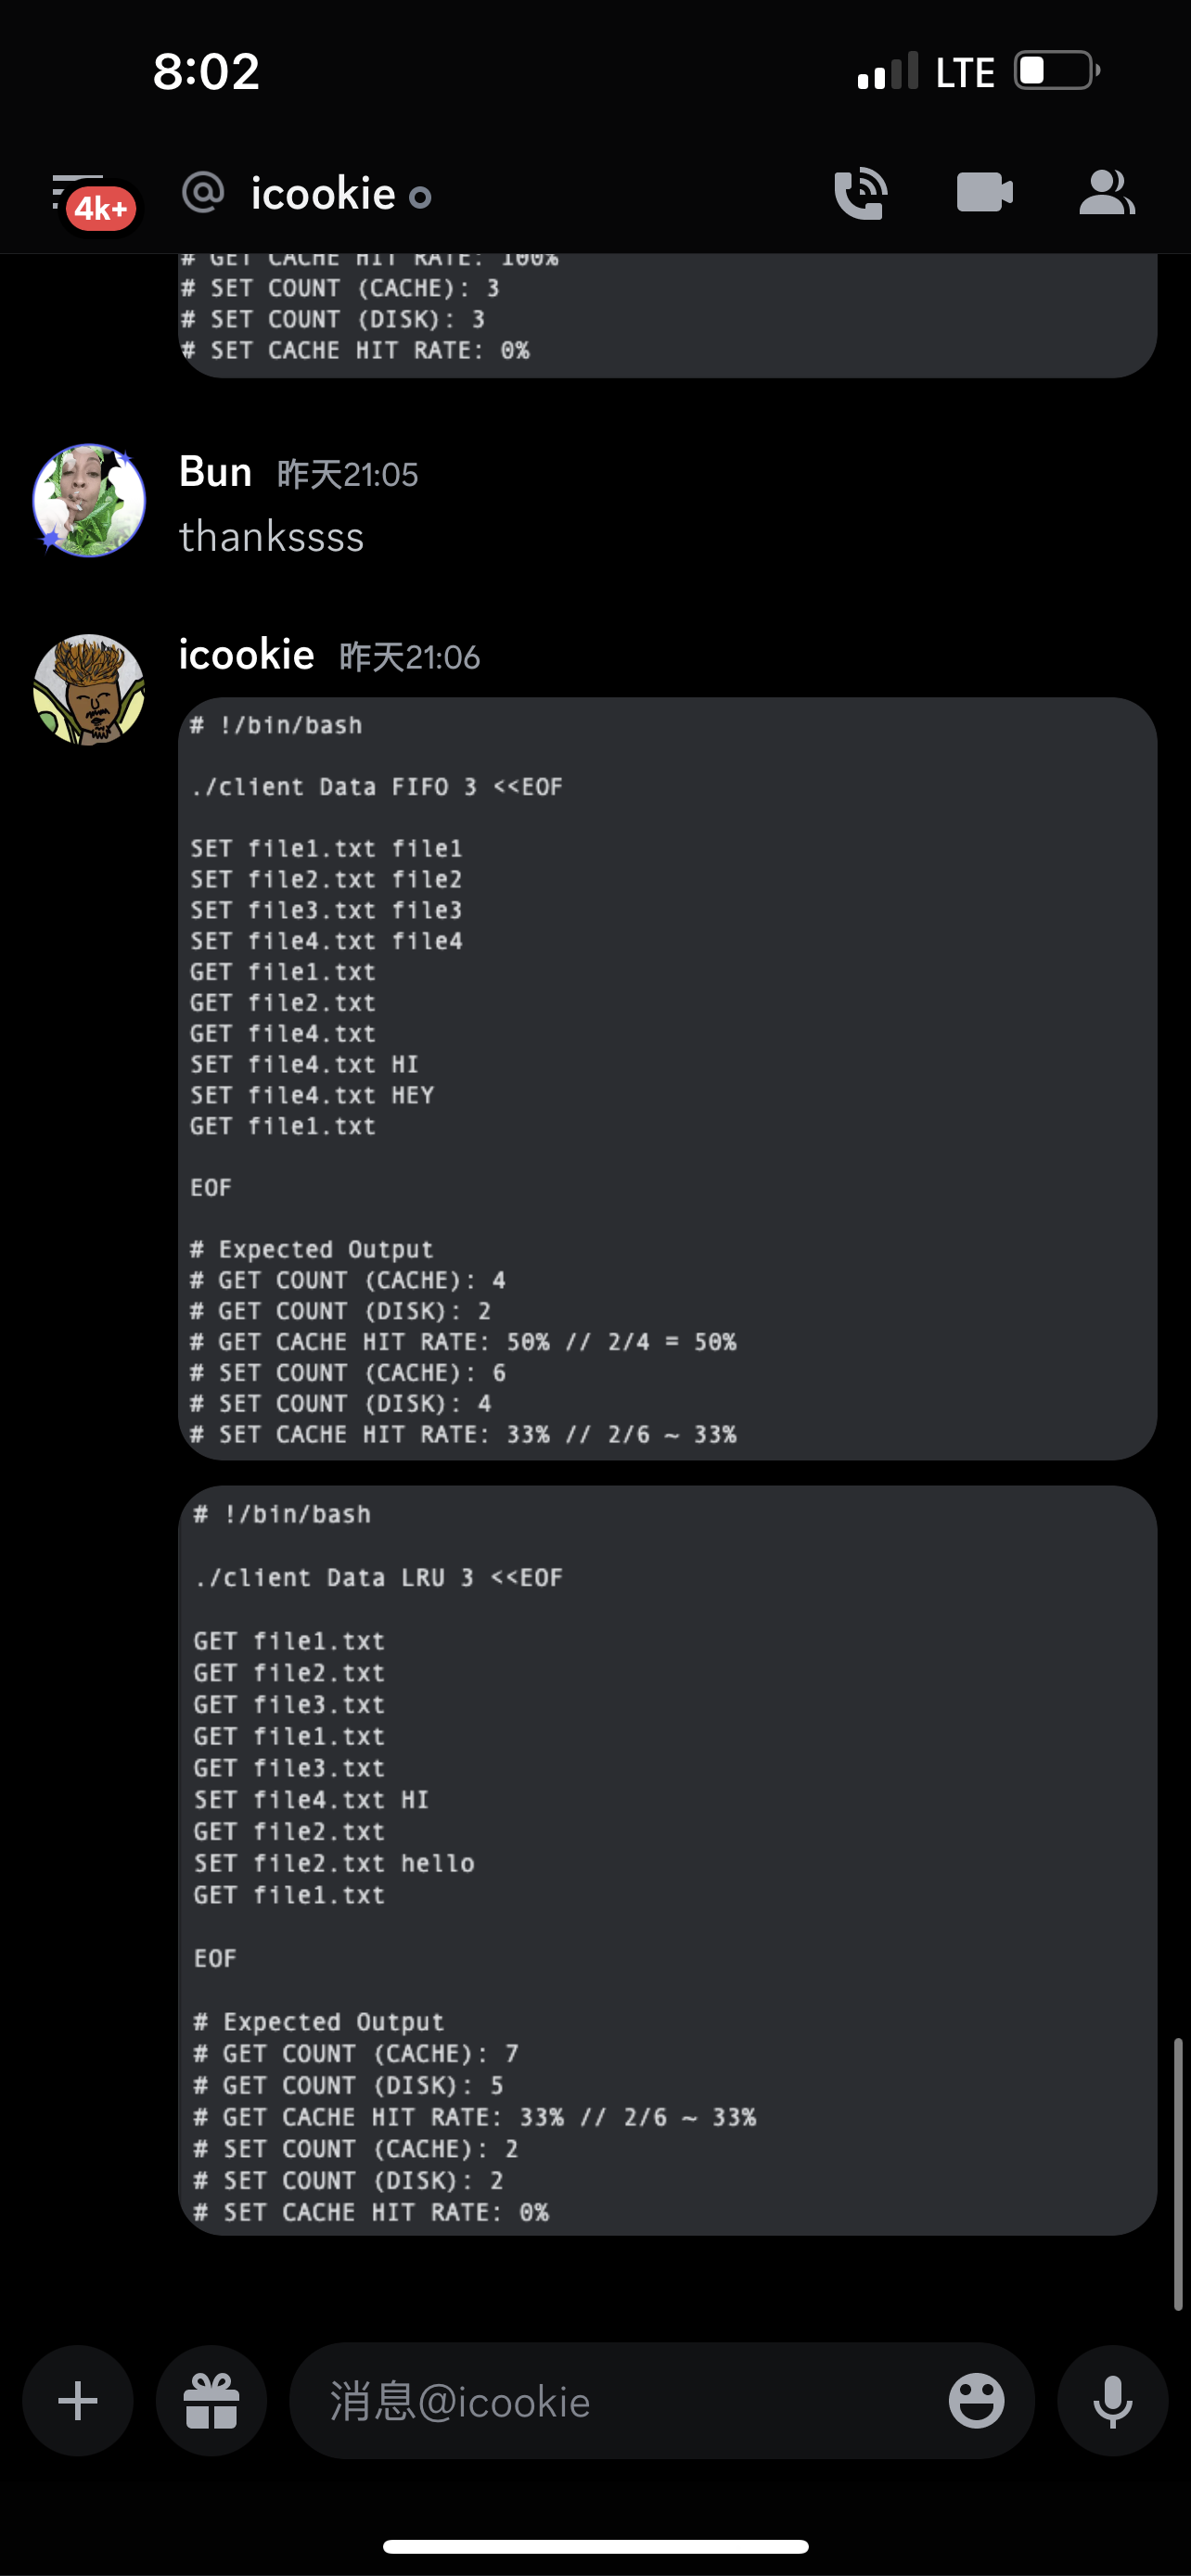 8:02
LTE
4k+
icookie
# GET CACHE HIT RATE: 100%
# SET COUNT (CACHE): 3
# SET COUNT (DISK): 3
# SET CACHE HIT RATE: 0%
Bun 昨天21:05
thankssss
icookie 昨天21:06
# !/bin/bash
./client Data FIFO 3 <<EOF
SET file1.txt file1
SET file2.txt file2
SET file3.txt file3
SET file4.txt file4
GET file1.txt
GET file2.txt
GET file4.txt
SET file4.txt HI
SET file4.txt HEY
GET file1.txt
EOF
# Expected Output
# GET COUNT (CACHE): 4
# GET COUNT (DISK): 2
# GET CACHE HIT RATE: 50% // 2/4 = 50%
# SET COUNT (CACHE): 6
# SET COUNT (DISK): 4
# SET CACHE HIT RATE: 33% // 2/6 ~ 33%
# !/bin/bash
./client Data LRU 3 <<EOF
GET file1.txt
GET file2.txt
GET file3.txt
GET file1.txt
GET file3.txt
SET file4.txt HI
GET file2.txt
SET file2.txt hello
GET file1.txt
EOF
# Expected Output
# GET COUNT (CACHE): 7
# GET COUNT (DISK): 5
# GET CACHE HIT RATE: 33% // 2/6 ~ 33%
# SET COUNT (CACHE): 2
# SET COUNT (DISK): 2
# SET CACHE HIT RATE: 0%
消息@icookie